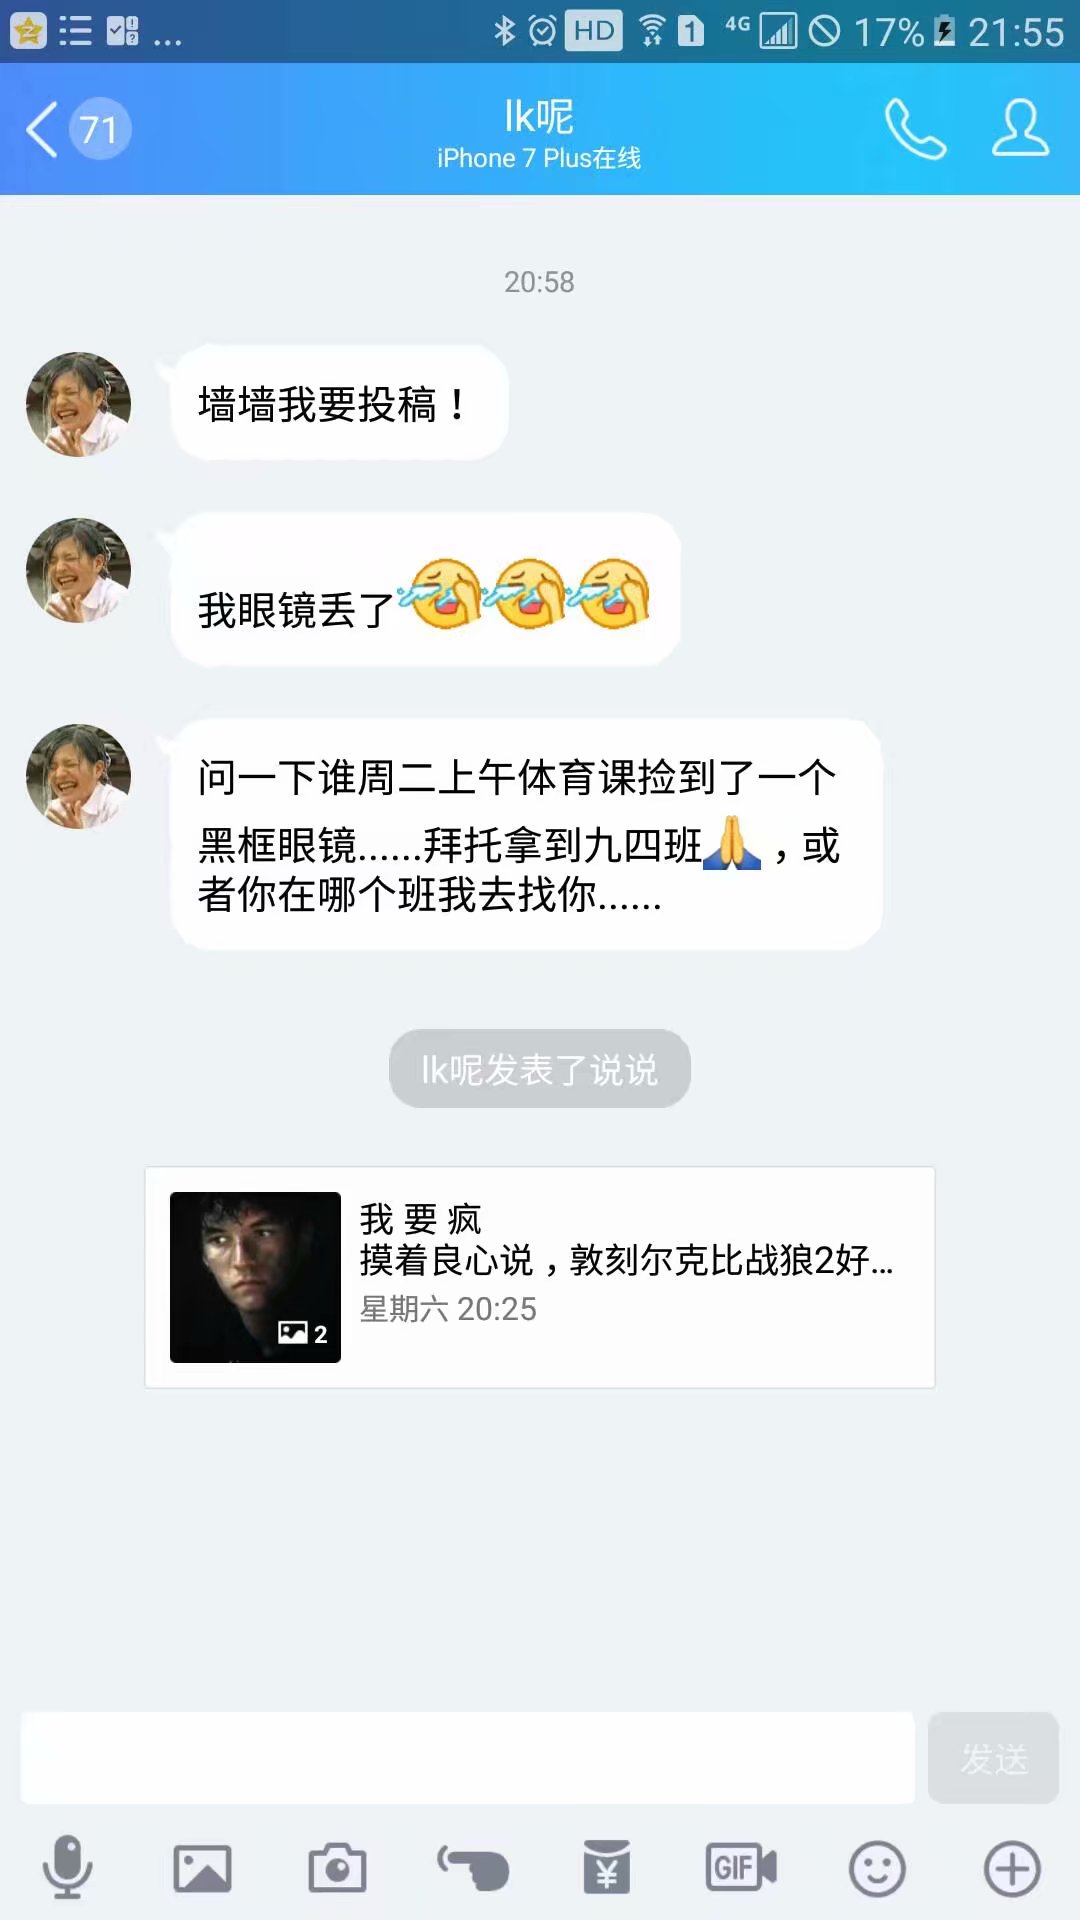 ... HD 1 4G 17% 21:55
71
lk呢
iPhone 7 Plus在线
20:58
墙墙我要投稿！
我眼镜丢了
问一下谁周二上午体育课捡到了一个
黑框眼镜......拜托拿到九四班🙏，或
者你在哪个班我去找你......
lk呢发表了说说
我 要 疯
摸着良心说，敦刻尔克比战狼2好...
星期六 20:25
2
发送
GIF